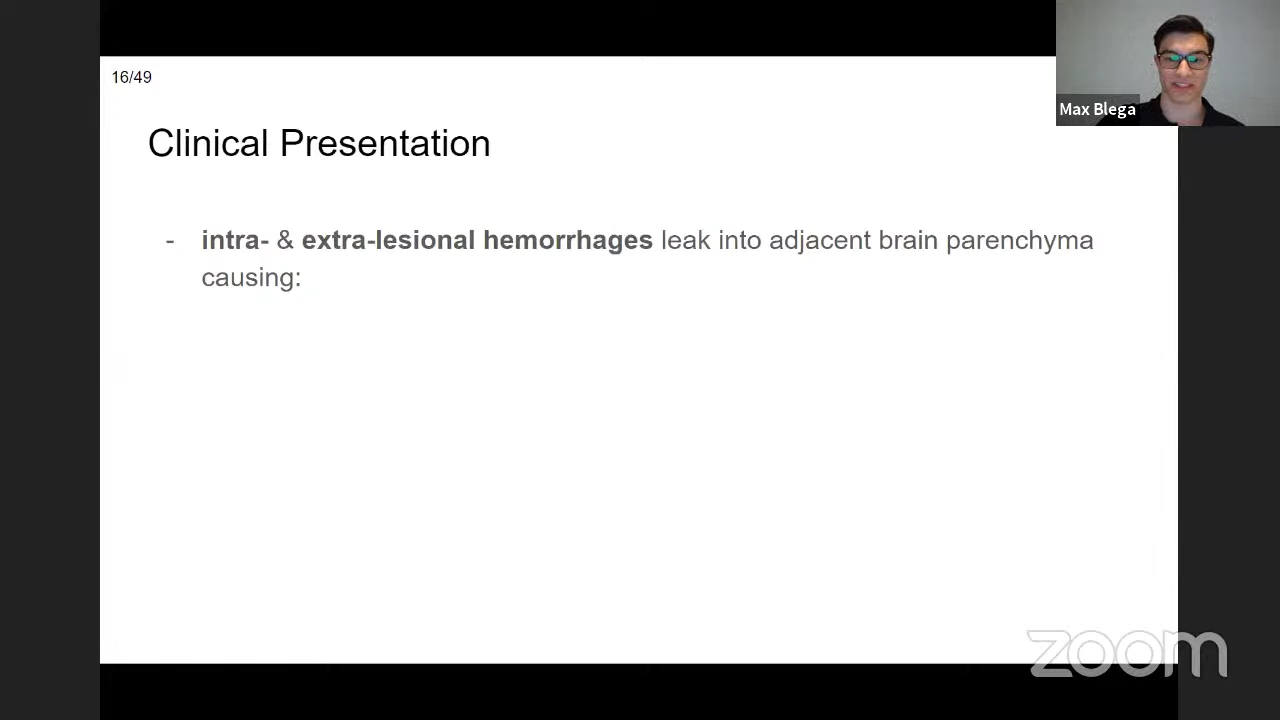 16/49
Max Blega
Clinical Presentation
- intra- & extra-lesional hemorrhages leak into adjacent brain parenchyma
causing:
zoom